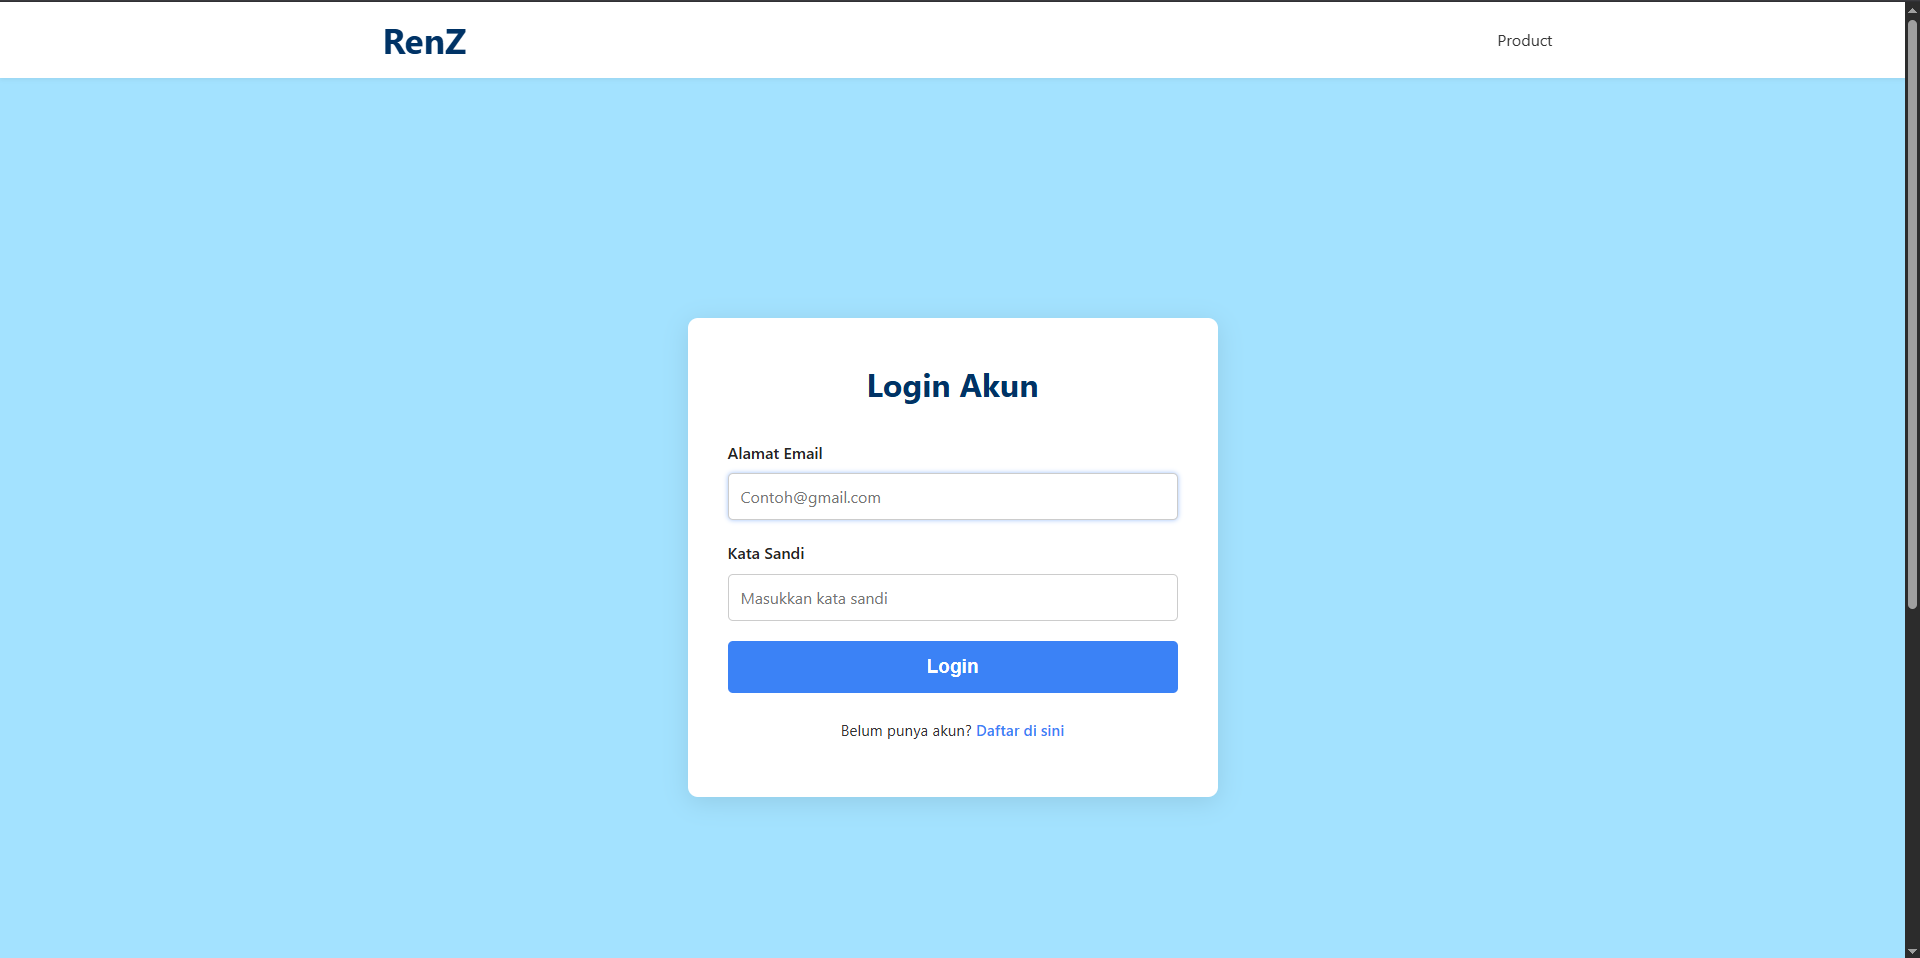 RenZ
Product
Login Akun
Alamat Email
Contoh@gmail.com
Kata Sandi
Masukkan kata sandi
Login
Belum punya akun? Daftar di sini